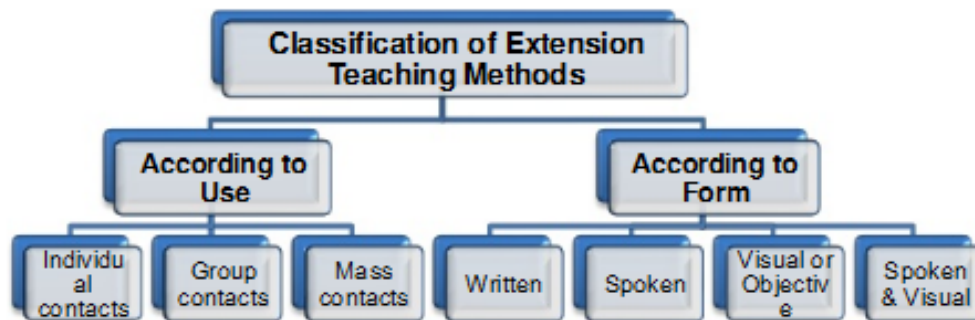 Classification of Extension
Teaching Methods
According to
Use
According to
Form
Individu
al
contacts
Group
contacts
Mass
contacts
Written
Spoken
Visual or
Objectiv
e
Spoken
& Visual